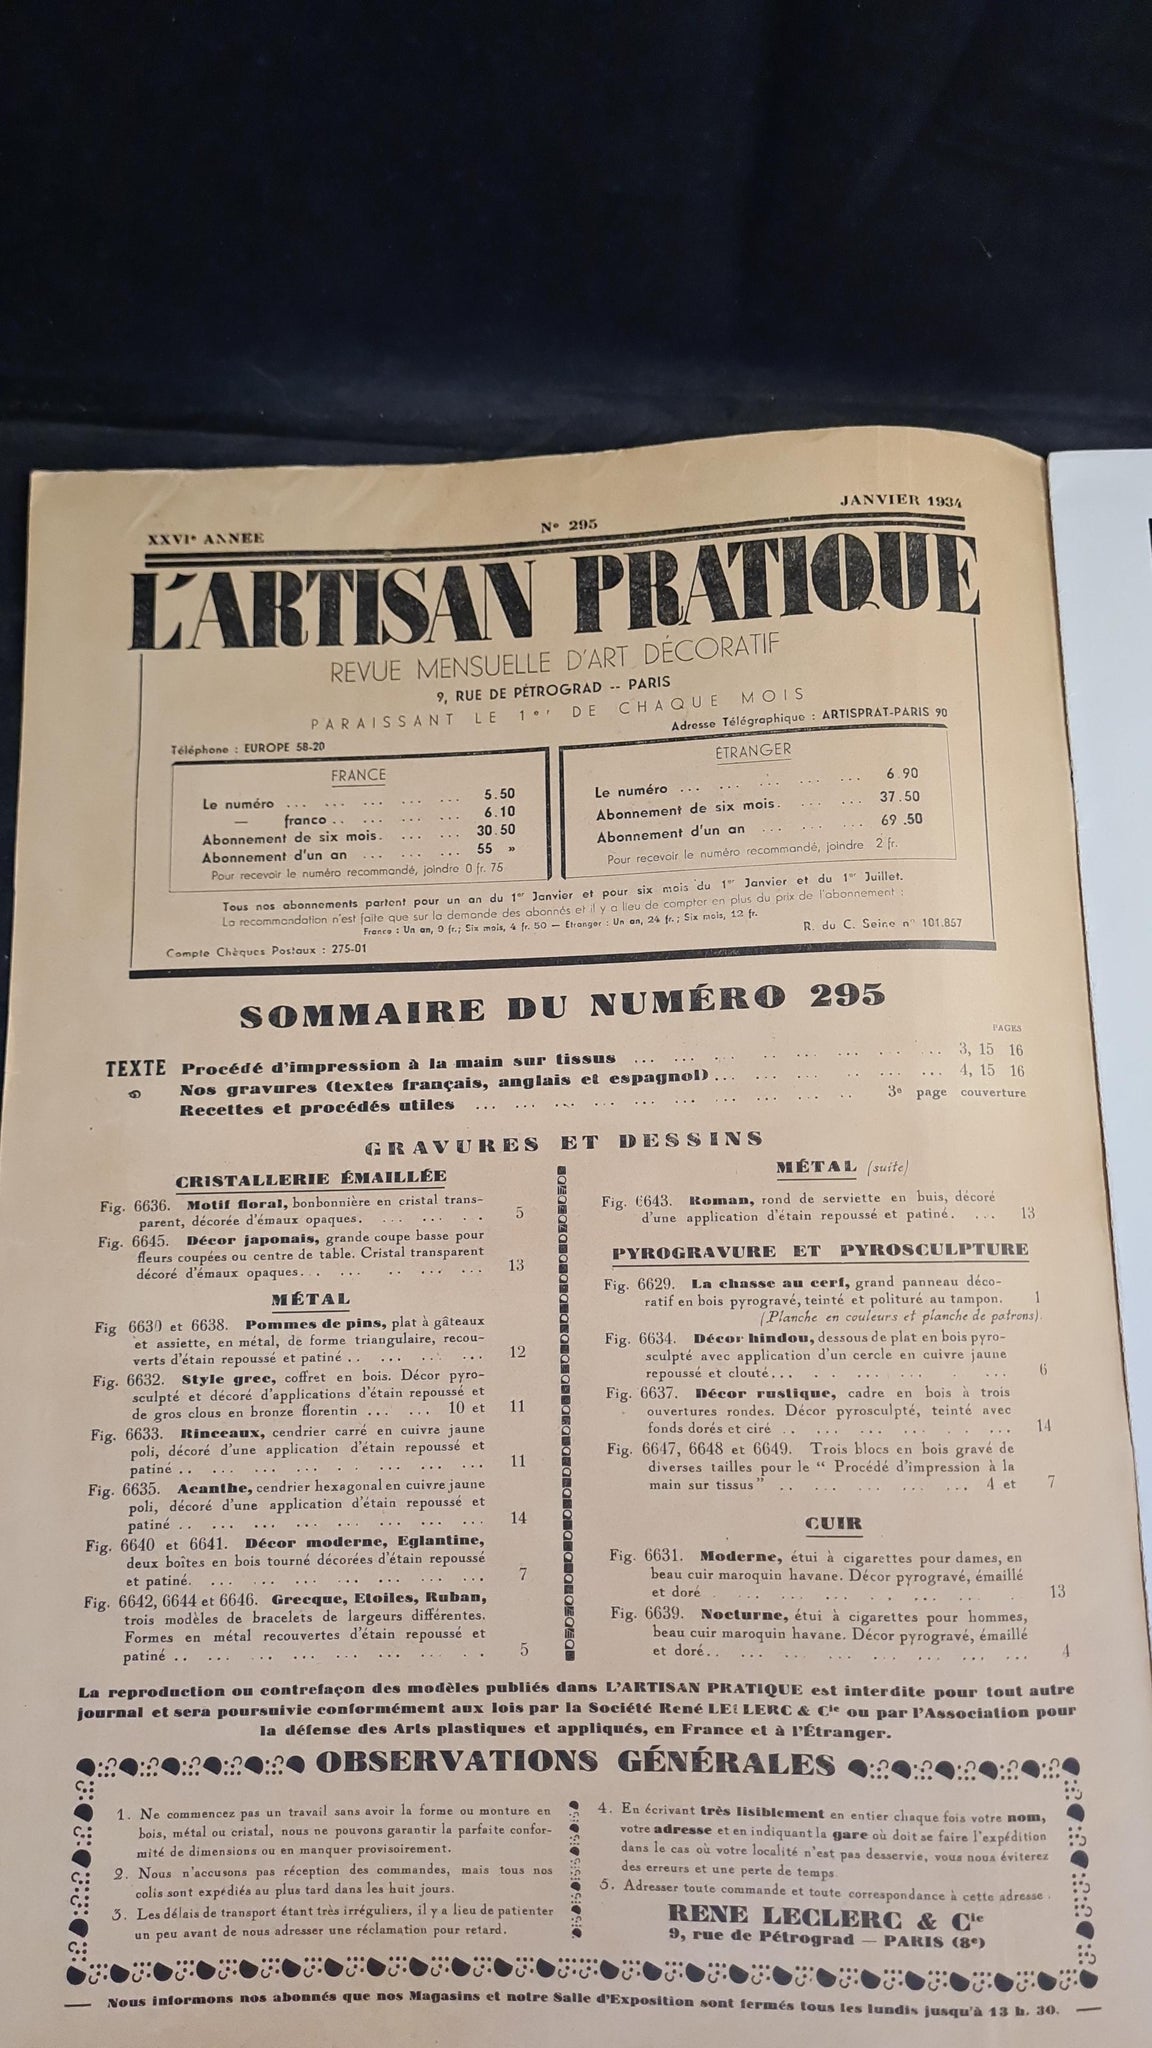 XXVIe ANNEE
No 295
JANVIER 1934
L'ARTISAN PRATIQUE
REVUE MENSUELLE D'ART DÉCORATIF
9, RUE DE PÉTROGRAD -- PARIS
PARAISSANT LE 1er DE CHAQUE MOIS
Téléphone : EUROPE 58-20
Adresse Télégraphique : ARTISPRAT-PARIS 90
FRANCE
Le numéro ... ... ... ... ... 5.50
— franco .. ... ... ... ... 6.10
Abonnement de six mois. ... ... 30.50
Abonnement d'un an ... ... ... 55 »
Pour recevoir le numéro recommandé, joindre 0 fr. 75
ÉTRANGER
Le numéro ... ... ... ... ... 6.90
Abonnement de six mois. ... ... 37.50
Abonnement d'un an ... ... ... 69.50
Pour recevoir le numéro recommandé, joindre 2 fr.
Tous nos abonnements partent pour un an du 1er Janvier et pour six mois du 1er Janvier et du 1er Juillet.
La recommandation n'est faite que sur la demande des abonnés et il y a lieu de compter en plus du prix de l'abonnement :
France : Un an, 9 fr.; Six mois, 4 fr. 50 — Etranger : Un an, 24 fr.; Six mois, 12 fr.
Compte Chèques Postaux : 275-01
R. du C. Seine no 101.857
SOMMAIRE DU NUMÉRO 295
PAGES
TEXTE Procédé d'impression à la main sur tissus ... ... ... 3, 15 16
Nos gravures (textes français, anglais et espagnol) ... ... ... 4, 15 16
Recettes et procédés utiles ... ... ... 3e page couverture
GRAVURES ET DESSINS
CRISTALLERIE ÉMAILLÉE
Fig. 6636. Motif floral, bonbonnière en cristal trans-
parent, décorée d'émaux opaques. ... ... ... 5
Fig. 6645. Décor japonais, grande coupe basse pour
fleurs coupées ou centre de table. Cristal transparent
décoré d'émaux opaques... ... ... ... 13
MÉTAL
Fig 6630 et 6638. Pommes de pins, plat à gâteaux
et assiette, en métal, de forme triangulaire, recou-
verts d'étain repoussé et patiné .. ... ... ... 12
Fig. 6632. Style grec, coffret en bois. Décor pyro-
sculpté et décoré d'applications d'étain repoussé et
de gros clous en bronze florentin ... ... 10 et 11
Fig. 6633. Rinceaux, cendrier carré en cuivre jaune
poli, décoré d'une application d'étain repoussé et
patiné .. ... ... ... ... ... 11
Fig. 6635. Acanthe, cendrier hexagonal en cuivre jaune
poli, décoré d'une application d'étain repoussé et
patiné .. ... ... ... ... ... 14
Fig. 6640 et 6641. Décor moderne, Eglantine,
deux boîtes en bois tourné décorées d'étain repoussé
et patiné. ... ... ... ... ... 7
Fig. 6642, 6644 et 6646. Grecque, Etoiles, Ruban,
trois modèles de bracelets de largeurs différentes.
Formes en métal recouvertes d'étain repoussé et
patiné .. ... ... ... ... ... 5
MÉTAL (suite)
Fig. 6643. Roman, rond de serviette en buis, décoré
d'une application d'étain repoussé et patiné. ... 13
PYROGRAVURE ET PYROSCULPTURE
Fig. 6629. La chasse au cerf, grand panneau déco-
ratif en bois pyrogravé, teinté et polituré au tampon. 1
(Planche en couleurs et planche de patrons).
Fig. 6634. Décor hindou, dessous de plat en bois pyro-
sculpté avec application d'un cercle en cuivre jaune
repoussé et clouté... ... ... ... 6
Fig. 6637. Décor rustique, cadre en bois à trois
ouvertures rondes. Décor pyrosculpté, teinté avec
fonds dorés et ciré .. ... ... ... 14
Fig. 6647, 6648 et 6649. Trois blocs en bois gravé de
diverses tailles pour le " Procédé d'impression à la
main sur tissus " .. ... ... ... 4 et 7
CUIR
Fig. 6631. Moderne, étui à cigarettes pour dames, en
beau cuir maroquin havane. Décor pyrogravé, émaillé
et doré ... ... ... ... 13
Fig. 6639. Nocturne, étui à cigarettes pour hommes,
beau cuir maroquin havane. Décor pyrogravé, émaillé
et doré.. ... ... ... ... 4
La reproduction ou contrefaçon des modèles publiés dans L'ARTISAN PRATIQUE est interdite pour tout autre
journal et sera poursuivie conformément aux lois par la Société René LECLERC & Cie ou par l'Association pour
la défense des Arts plastiques et appliqués, en France et à l'Étranger.
OBSERVATIONS GÉNÉRALES
1. Ne commencez pas un travail sans avoir la forme ou monture en
bois, métal ou cristal, nous ne pouvons garantir la parfaite confor-
mité de dimensions ou en manquer provisoirement.
2. Nous n'accusons pas réception des commandes, mais tous nos
colis sont expédiés au plus tard dans les huit jours.
3. Les délais de transport étant très irréguliers, il y a lieu de patienter
un peu avant de nous adresser une réclamation pour retard.
4. En écrivant très lisiblement en entier chaque fois votre nom,
votre adresse et en indiquant la gare où doit se faire l'expédition
dans le cas où votre localité n'est pas desservie, vous nous éviterez
des erreurs et une perte de temps.
5. Adresser toute commande et toute correspondance à cette adresse :
RENE LECLERC & Cie
9, rue de Pétrograd — PARIS (8e)
— Nous informons nos abonnés que nos Magasins et notre Salle d'Exposition sont fermés tous les lundis jusqu'à 13 h. 30. —